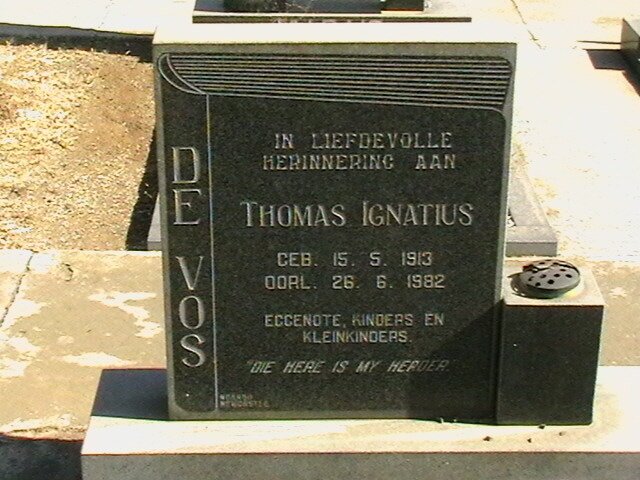 DE VOS
IN LIEFDEVOLLE
HERINNERING AAN
THOMAS IGNATIUS
GEB. 15. 5. 1913
OORL. 26. 6. 1982
EGGENOTE, KINDERS EN
KLEINKINDERS.
"DIE HERE IS MY HERDER.